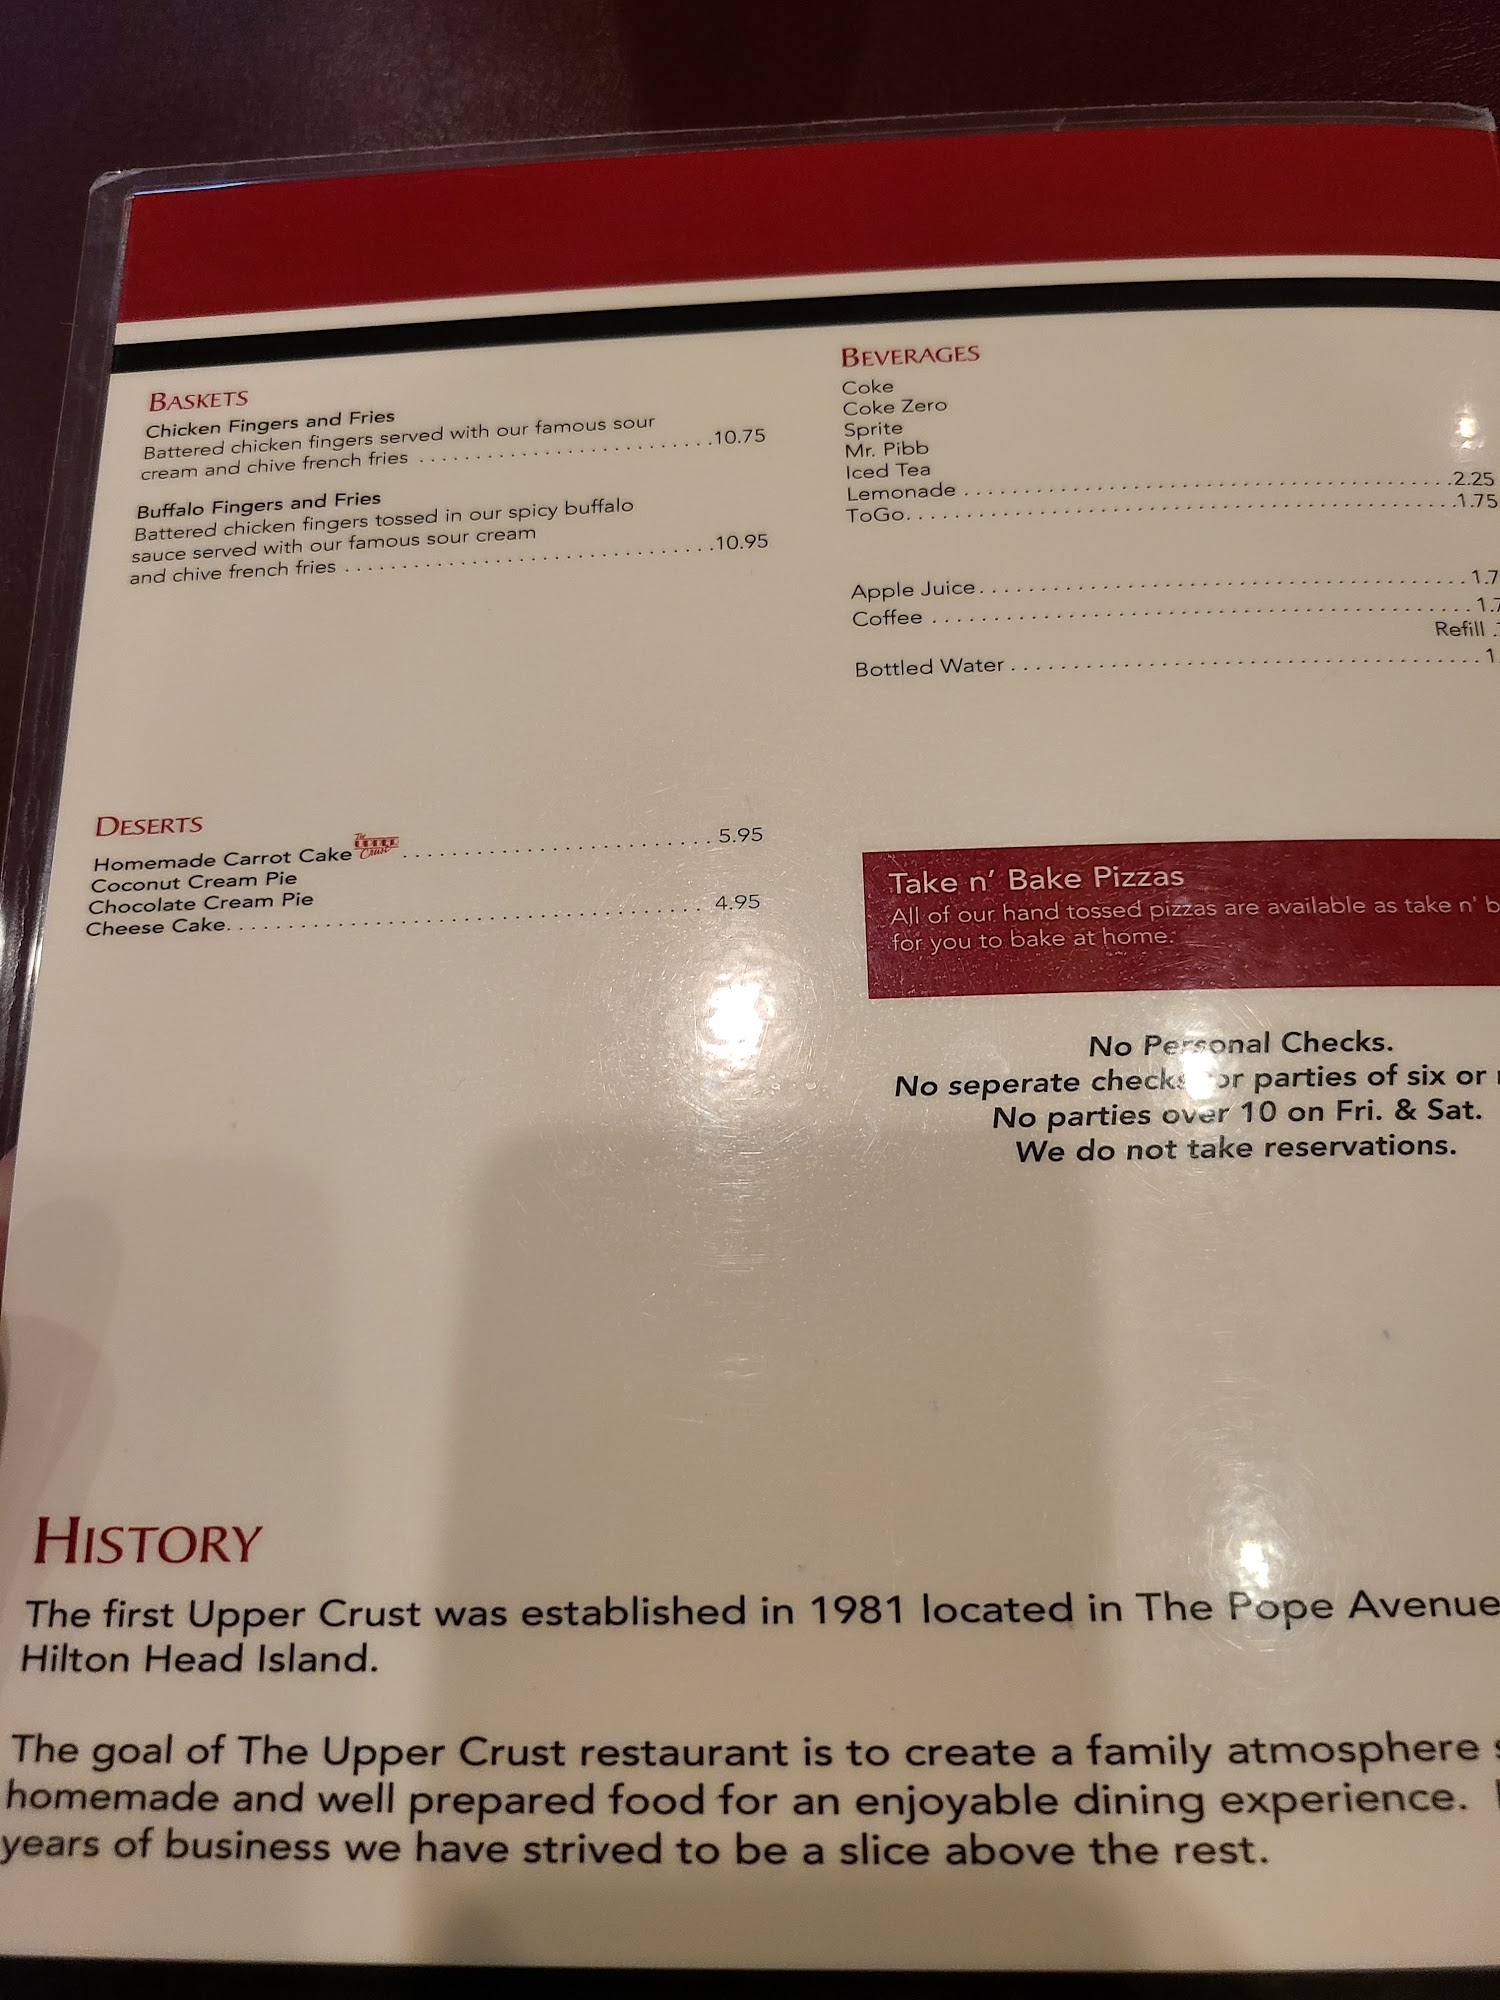 BASKETS
Chicken Fingers and Fries
Battered chicken fingers served with our famous sour
cream and chive french fries . . . . . . . . . . . . . . . . . . . . . . . . .10.75
Buffalo Fingers and Fries
Battered chicken fingers tossed in our spicy buffalo
sauce served with our famous sour cream
and chive french fries . . . . . . . . . . . . . . . . . . . . . . . . . . . . . . .10.95
DESERTS
Homemade Carrot Cake The UPPER Crust . . . . . . . . . . . . . . . . . . . . . . . . . . 5.95
Coconut Cream Pie
Chocolate Cream Pie
Cheese Cake. . . . . . . . . . . . . . . . . . . . . . . . . . . . . . . . . . . . . . . . 4.95
BEVERAGES
Coke
Coke Zero
Sprite
Mr. Pibb
Iced Tea
Lemonade . . . . . . . . . . . . . . . . . . . . . . . . . . . . . . . . . . . . . . . .2.25
ToGo. . . . . . . . . . . . . . . . . . . . . . . . . . . . . . . . . . . . . . . . . . . .1.75
Apple Juice. . . . . . . . . . . . . . . . . . . . . . . . . . . . . . . . . . . . . . . 1.7
Coffee . . . . . . . . . . . . . . . . . . . . . . . . . . . . . . . . . . . . . . . . . . . 1.7
Refill .
Bottled Water . . . . . . . . . . . . . . . . . . . . . . . . . . . . . . . . . . . . . 1.
Take n' Bake Pizzas
All of our hand tossed pizzas are available as take n' b
for you to bake at home.
No Personal Checks.
No seperate checks for parties of six or
No parties over 10 on Fri. & Sat.
We do not take reservations.
HISTORY
The first Upper Crust was established in 1981 located in The Pope Avenue
Hilton Head Island.
The goal of The Upper Crust restaurant is to create a family atmosphere
homemade and well prepared food for an enjoyable dining experience.
years of business we have strived to be a slice above the rest.